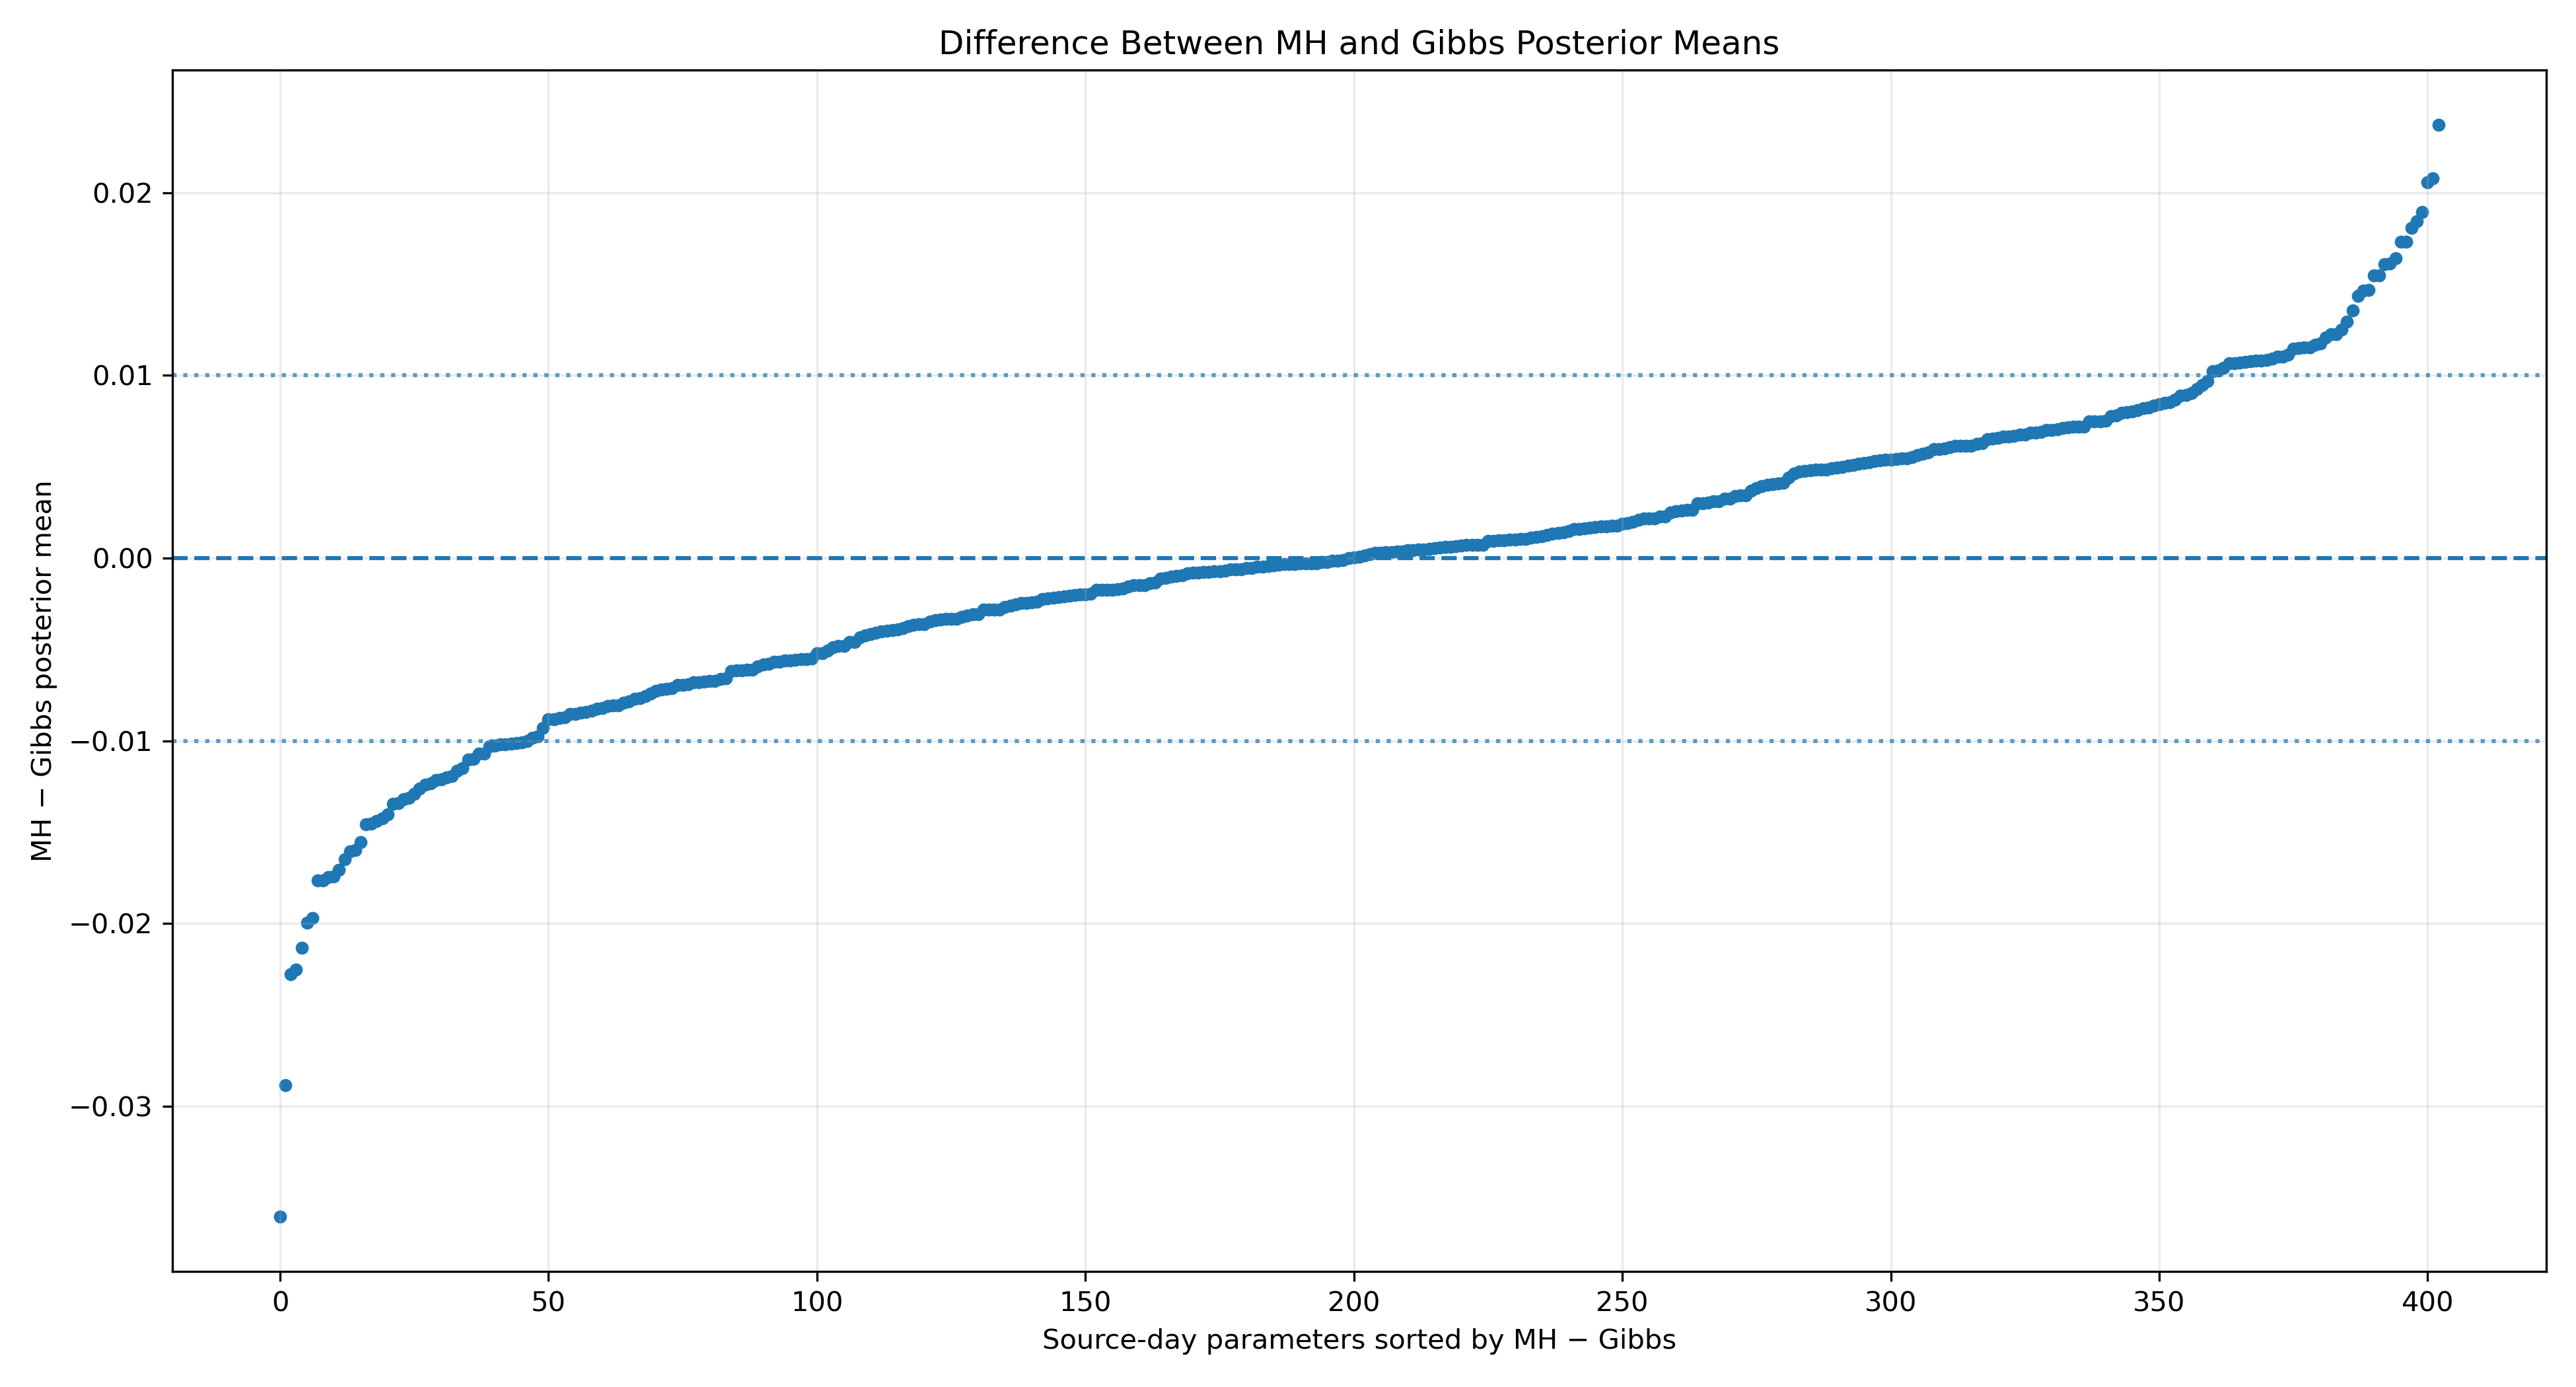 Difference Between MH and Gibbs Posterior Means
MH − Gibbs posterior mean
0.02
0.01
0.00
−0.01
−0.02
−0.03
0 50 100 150 200 250 300 350 400
Source-day parameters sorted by MH − Gibbs